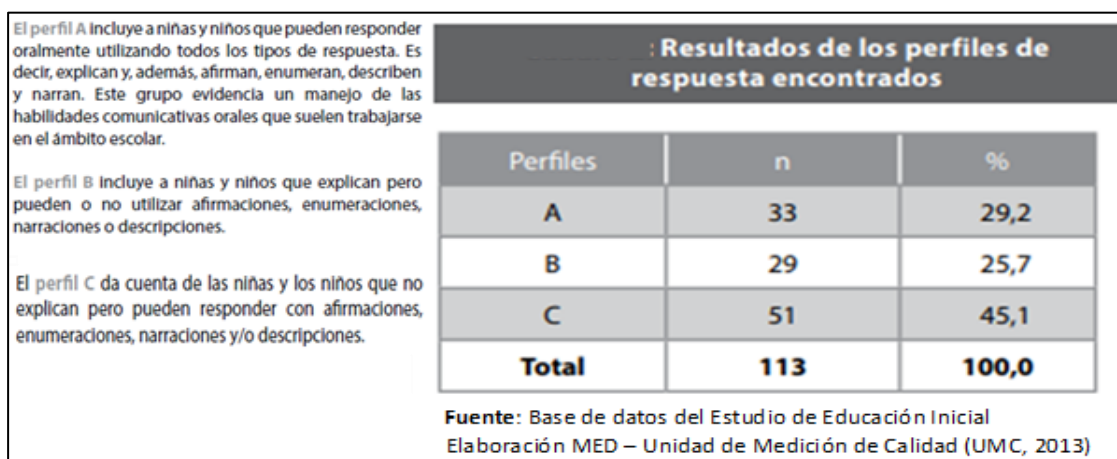 El perfil A incluye a niñas y niños que pueden responder
oralmente utilizando todos los tipos de respuesta. Es
decir, explican y, además, afirman, enumeran, describen
y narran. Este grupo evidencia un manejo de las
habilidades comunicativas orales que suelen trabajarse
en el ámbito escolar.
El perfil B incluye a niñas y niños que explican pero
pueden o no utilizar afirmaciones, enumeraciones,
narraciones o descripciones.
El perfil C da cuenta de las niñas y los niños que no
explican pero pueden responder con afirmaciones,
enumeraciones, narraciones y/o descripciones.
: Resultados de los perfiles de
respuesta encontrados
Perfiles n %
A 33 29,2
B 29 25,7
C 51 45,1
Total 113 100,0
Fuente: Base de datos del Estudio de Educación Inicial
Elaboración MED – Unidad de Medición de Calidad (UMC, 2013)